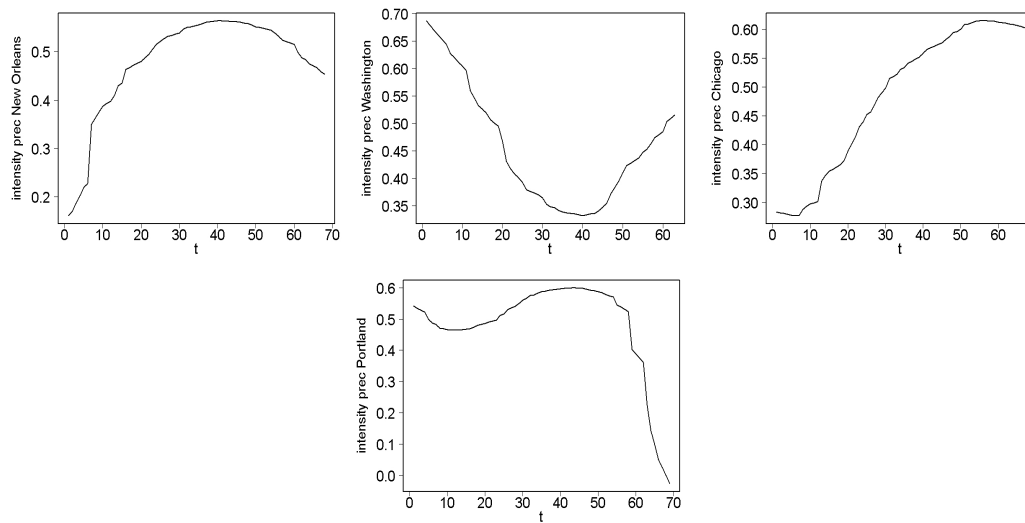 intensity prec New Orleans
0.5
0.4
0.3
0.2
0 10 20 30 40 50 60 70
t
intensity prec Washington
0.70
0.65
0.60
0.55
0.50
0.45
0.40
0.35
0 10 20 30 40 50 60
t
intensity prec Chicago
0.60
0.55
0.50
0.45
0.40
0.35
0.30
0 10 20 30 40 50 60
t
intensity prec Portland
0.6
0.5
0.4
0.3
0.2
0.1
0.0
0 10 20 30 40 50 60 70
t